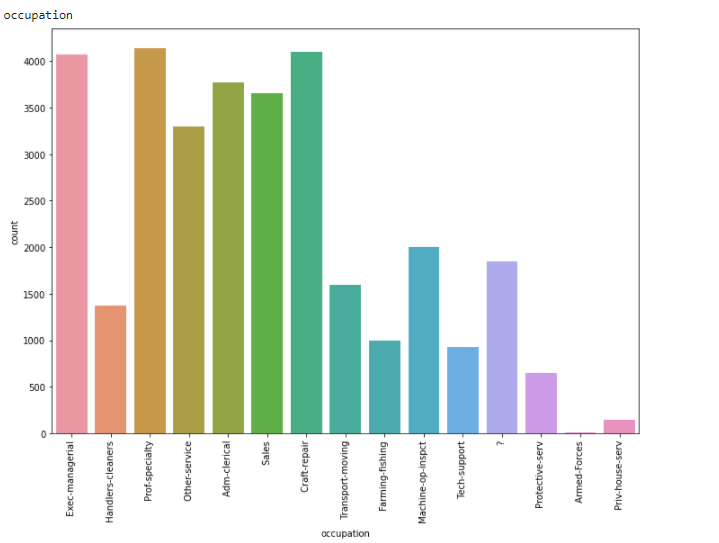 occupation
4000
3500
3000
2500
2000
1500
1000
500
0
count
Exec-managerial
Handlers-cleaners
Prof-specialty
Other-service
Adm-clerical
Sales
Craft-repair
Transport-moving
Farming-fishing
Machine-op-inspct
Tech-support
?
Protective-serv
Armed-Forces
Priv-house-serv
occupation